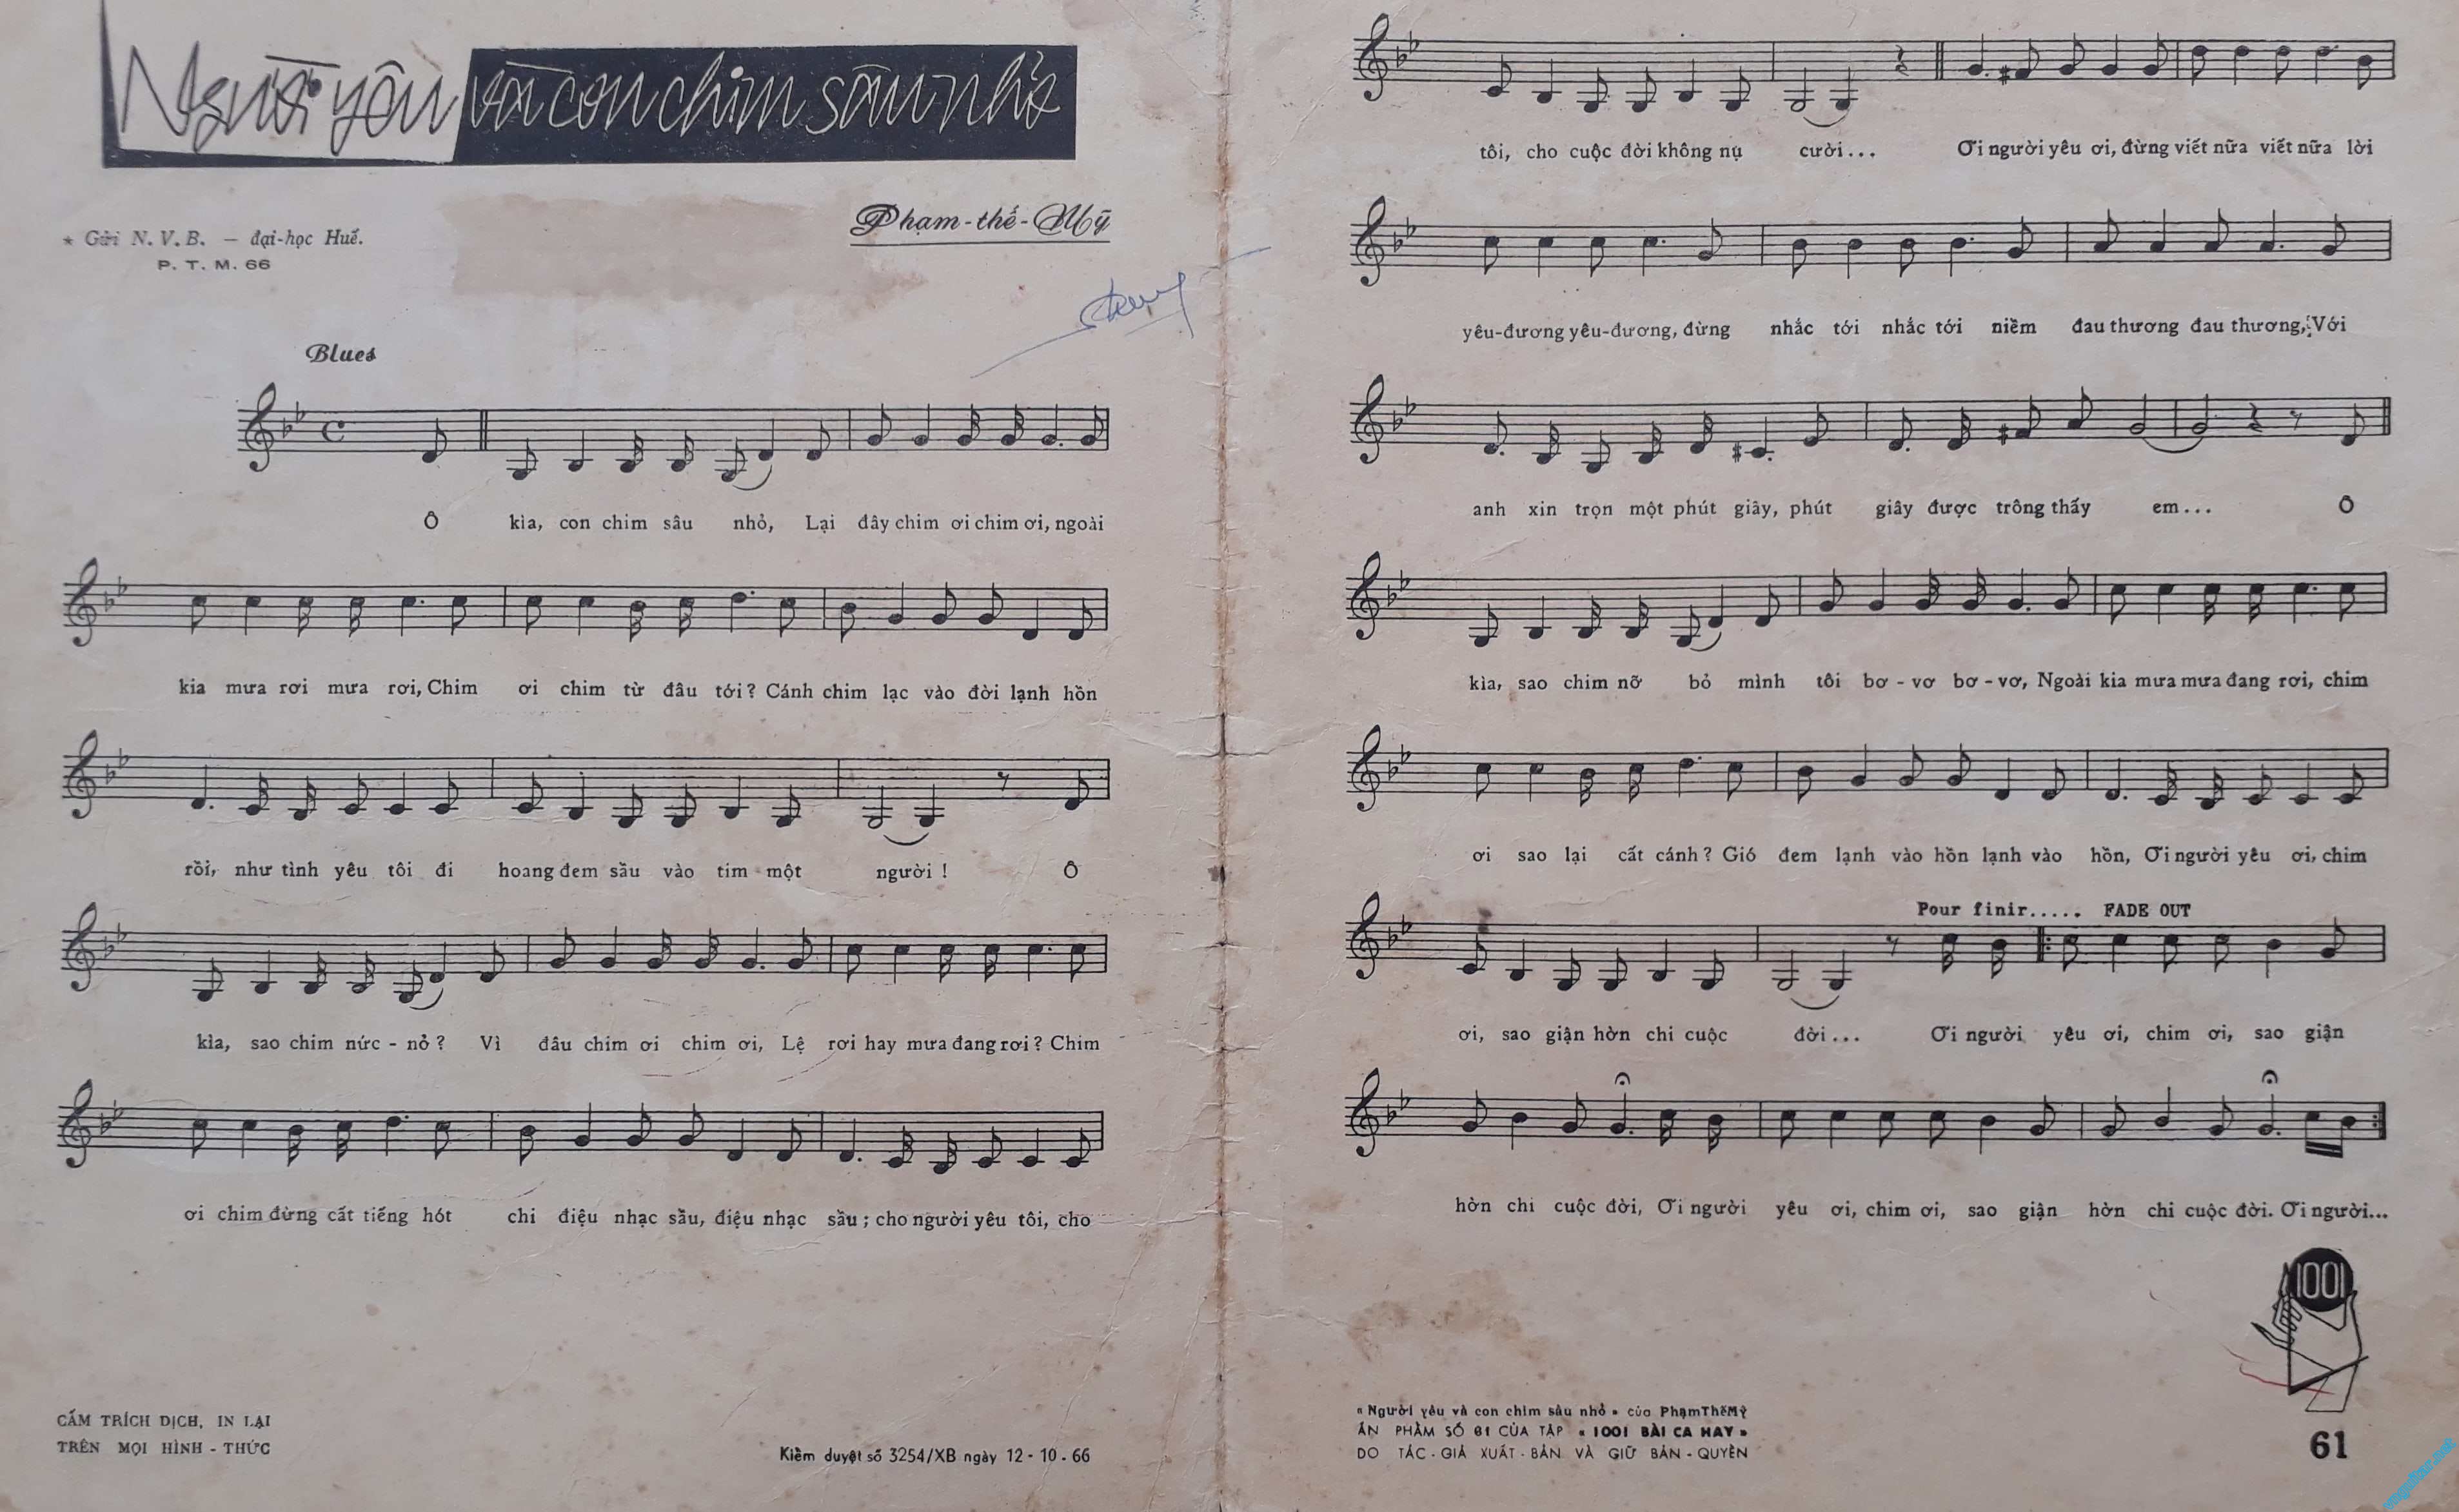 Người yêu và con chim sâu nhỏ
Phạm-thế-Mỹ
★ Gửi N. V. B. — đại-học Huế.
P. T. M. 66
Blues
Ô kìa, con chim sâu nhỏ, Lại đây chim ơi chim ơi, ngoài
kia mưa rơi mưa rơi, Chim ơi chim từ đâu tới? Cánh chim lạc vào đời lạnh hồn
rồi, như tình yêu tôi đi hoang đem sầu vào tim một người! Ô
kìa, sao chim nức-nở? Vì đâu chim ơi chim ơi, Lệ rơi hay mưa đang rơi? Chim
ơi chim đừng cất tiếng hót chi điệu nhạc sầu, điệu nhạc sầu; cho người yêu tôi, cho
CẤM TRÍCH DỊCH, IN LẠI
TRÊN MỌI HÌNH-THỨC
Kiểm duyệt số 3254/XB ngày 12-10.66
tôi, cho cuộc đời không nụ cười... Ơi người yêu ơi, đừng viết nữa viết nữa lời
yêu-đương yêu-đương, đừng nhắc tới nhắc tới niềm đau thương đau thương, Với
anh xin trọn một phút giây, phút giây được trông thấy em... Ô
kìa, sao chim nỡ bỏ mình tôi bơ-vơ bơ-vơ, Ngoài kia mưa mưa đang rơi, chim
ơi sao lại cất cánh? Gió đem lạnh vào hồn lạnh vào hồn, Ơi người yêu ơi, chim
Pour finir..... FADE OUT
ơi, sao giận hờn chi cuộc đời... Ơi người yêu ơi, chim ơi, sao giận
hờn chi cuộc đời, Ơi người yêu ơi, chim ơi, sao giận hờn chi cuộc đời. Ơi người...
1001
« Người yêu và con chim sâu nhỏ » của PhạmThếMỹ
ẤN PHẨM SỐ 61 CỦA TẬP « 1001 BÀI CA HAY »
DO TÁC-GIẢ XUẤT-BẢN VÀ GIỮ BẢN-QUYỀN
61